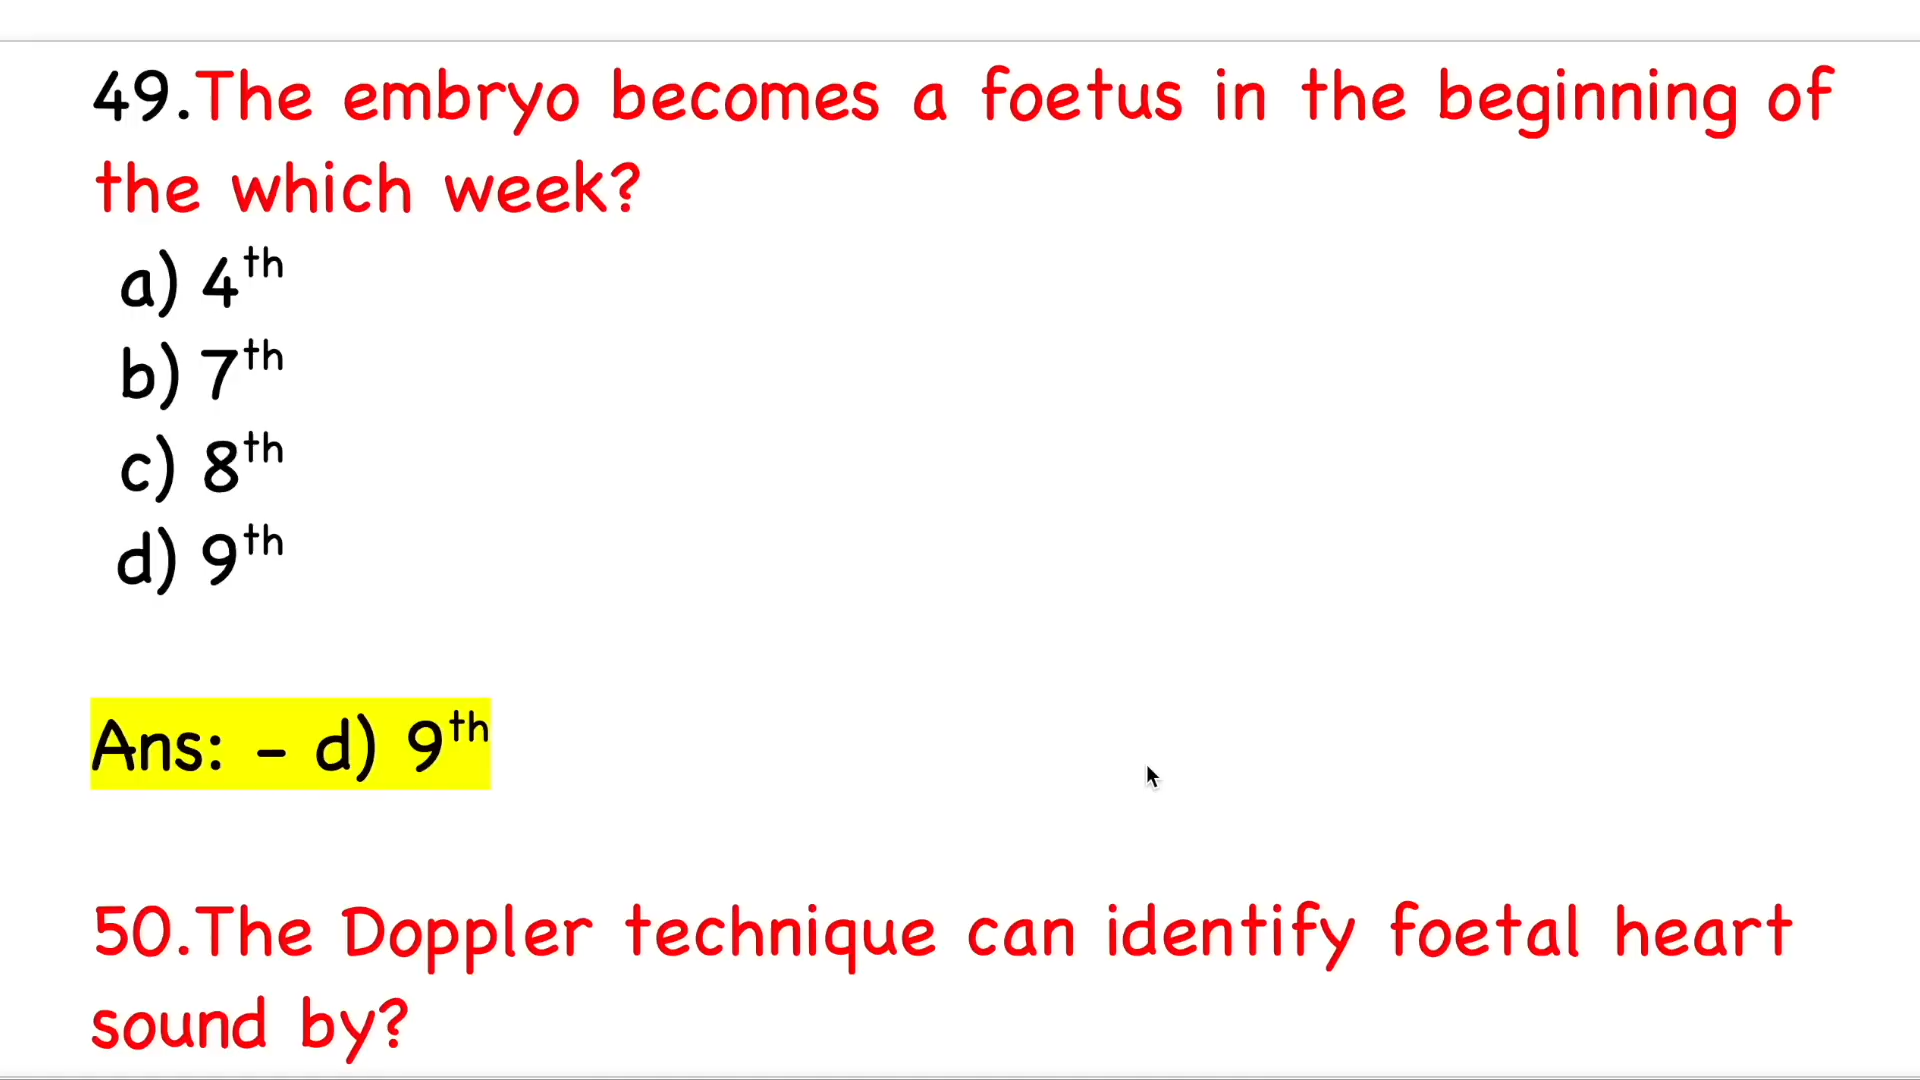 49.The embryo becomes a foetus in the beginning of
the which week?
a) 4th
b) 7th
c) 8th
d) 9th
Ans: - d) 9th
50.The Doppler technique can identify foetal heart
sound by?